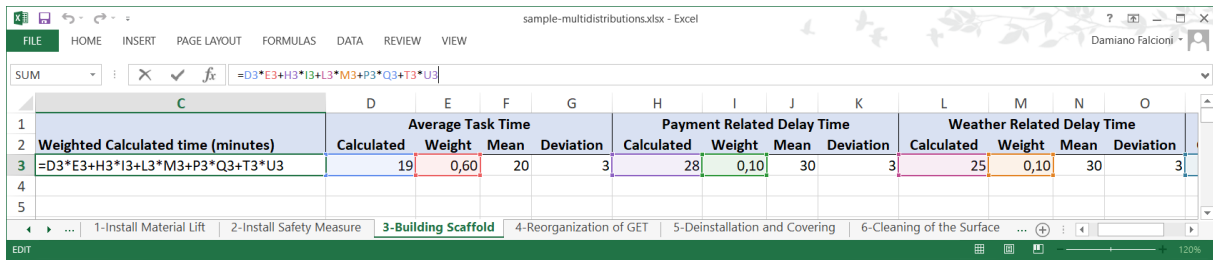 sample-multidistributions.xlsx - Excel
FILE HOME INSERT PAGE LAYOUT FORMULAS DATA REVIEW VIEW Damiano Falcioni
SUM fx =D3*E3+H3*I3+L3*M3+P3*Q3+T3*U3
C D E F G H I J K L M N O
1 Average Task Time Payment Related Delay Time Weather Related Delay Time
2 Weighted Calculated time (minutes) Calculated Weight Mean Deviation Calculated Weight Mean Deviation Calculated Weight Mean Deviation
3 =D3*E3+H3*I3+L3*M3+P3*Q3+T3*U3 19 0,60 20 3 28 0,10 30 3 25 0,10 30 3
4
5
... 1-Install Material Lift 2-Install Safety Measure 3-Building Scaffold 4-Reorganization of GET 5-Deinstallation and Covering 6-Cleaning of the Surface ...
EDIT 120%